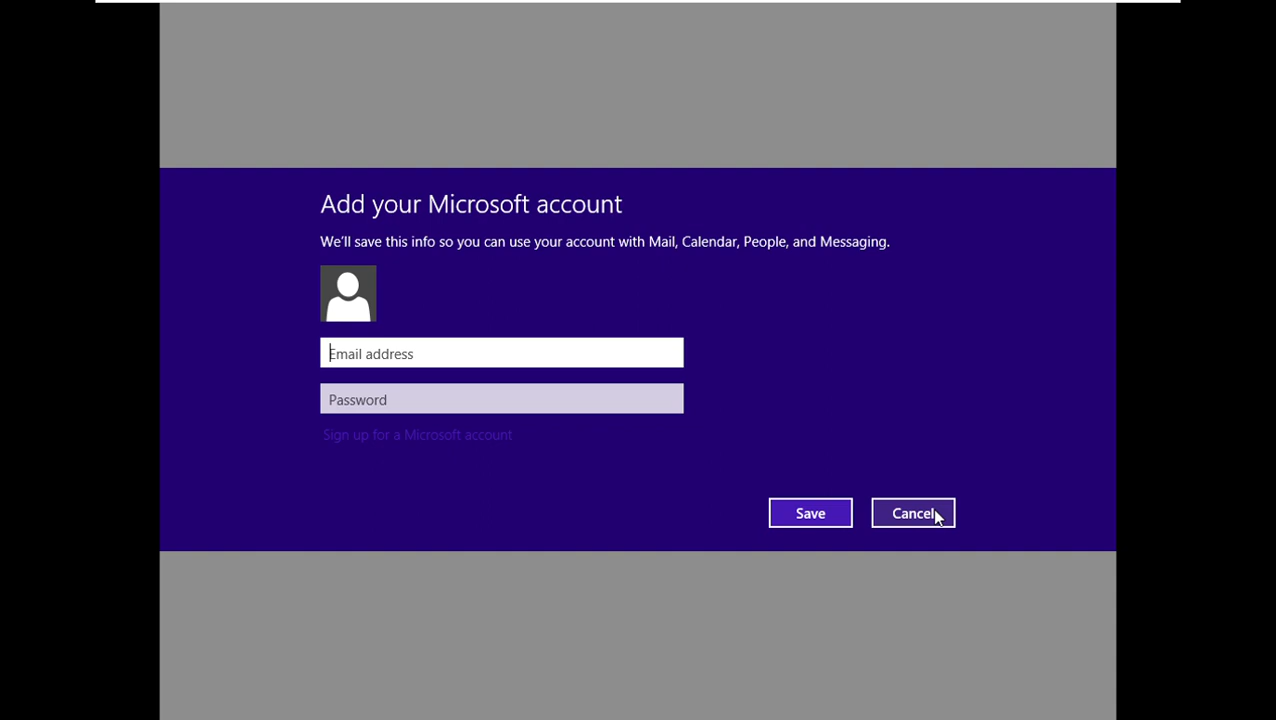 Add your Microsoft account
We'll save this info so you can use your account with Mail, Calendar, People, and Messaging.
Email address
Password
Sign up for a Microsoft account
Save
Cancel